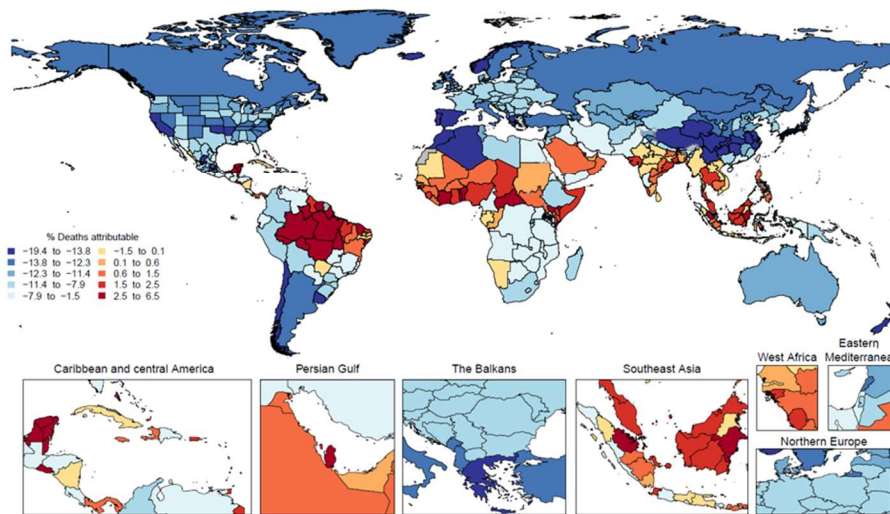 % Deaths attributable
−19.4 to −13.8
−13.8 to −12.3
−12.3 to −11.4
−11.4 to −7.9
−7.9 to −1.5
−1.5 to 0.1
0.1 to 0.6
0.6 to 1.5
1.5 to 2.5
2.5 to 6.5
Caribbean and central America
Persian Gulf
The Balkans
Southeast Asia
West Africa
Eastern
Mediterranean
Northern Europe